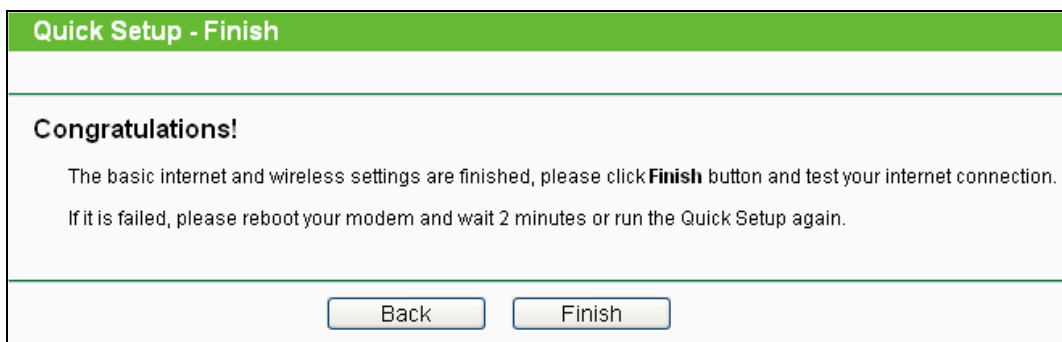 Quick Setup - Finish
Congratulations!
The basic internet and wireless settings are finished, please click Finish button and test your internet connection.
If it is failed, please reboot your modem and wait 2 minutes or run the Quick Setup again.
Back Finish